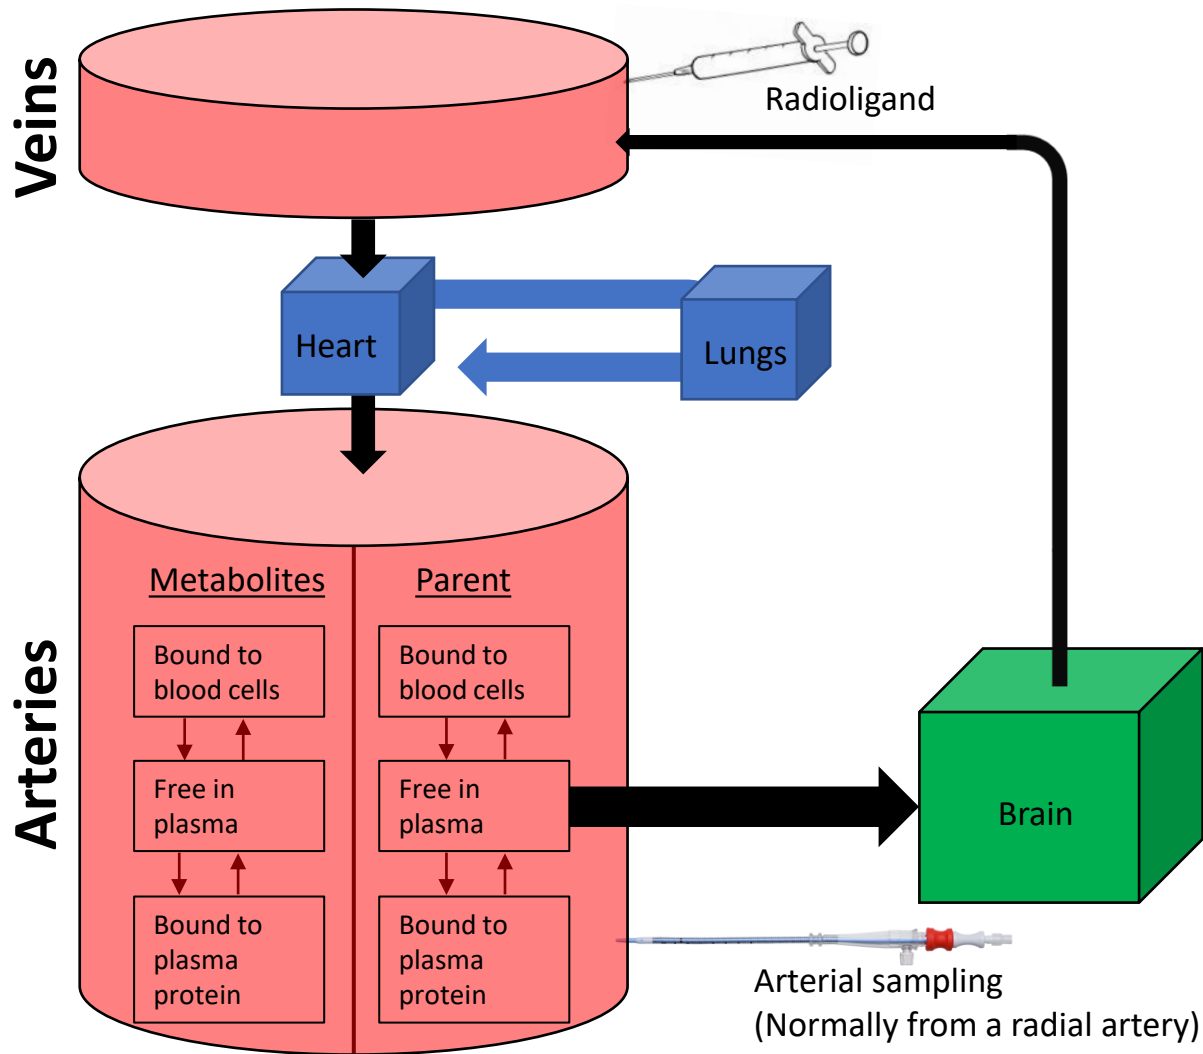 Veins
Radioligand
Heart
Lungs
Arteries
Metabolites
Bound to
blood cells
Free in
plasma
Bound to
plasma
protein
Parent
Bound to
blood cells
Free in
plasma
Bound to
plasma
protein
Brain
Arterial sampling
(Normally from a radial artery)